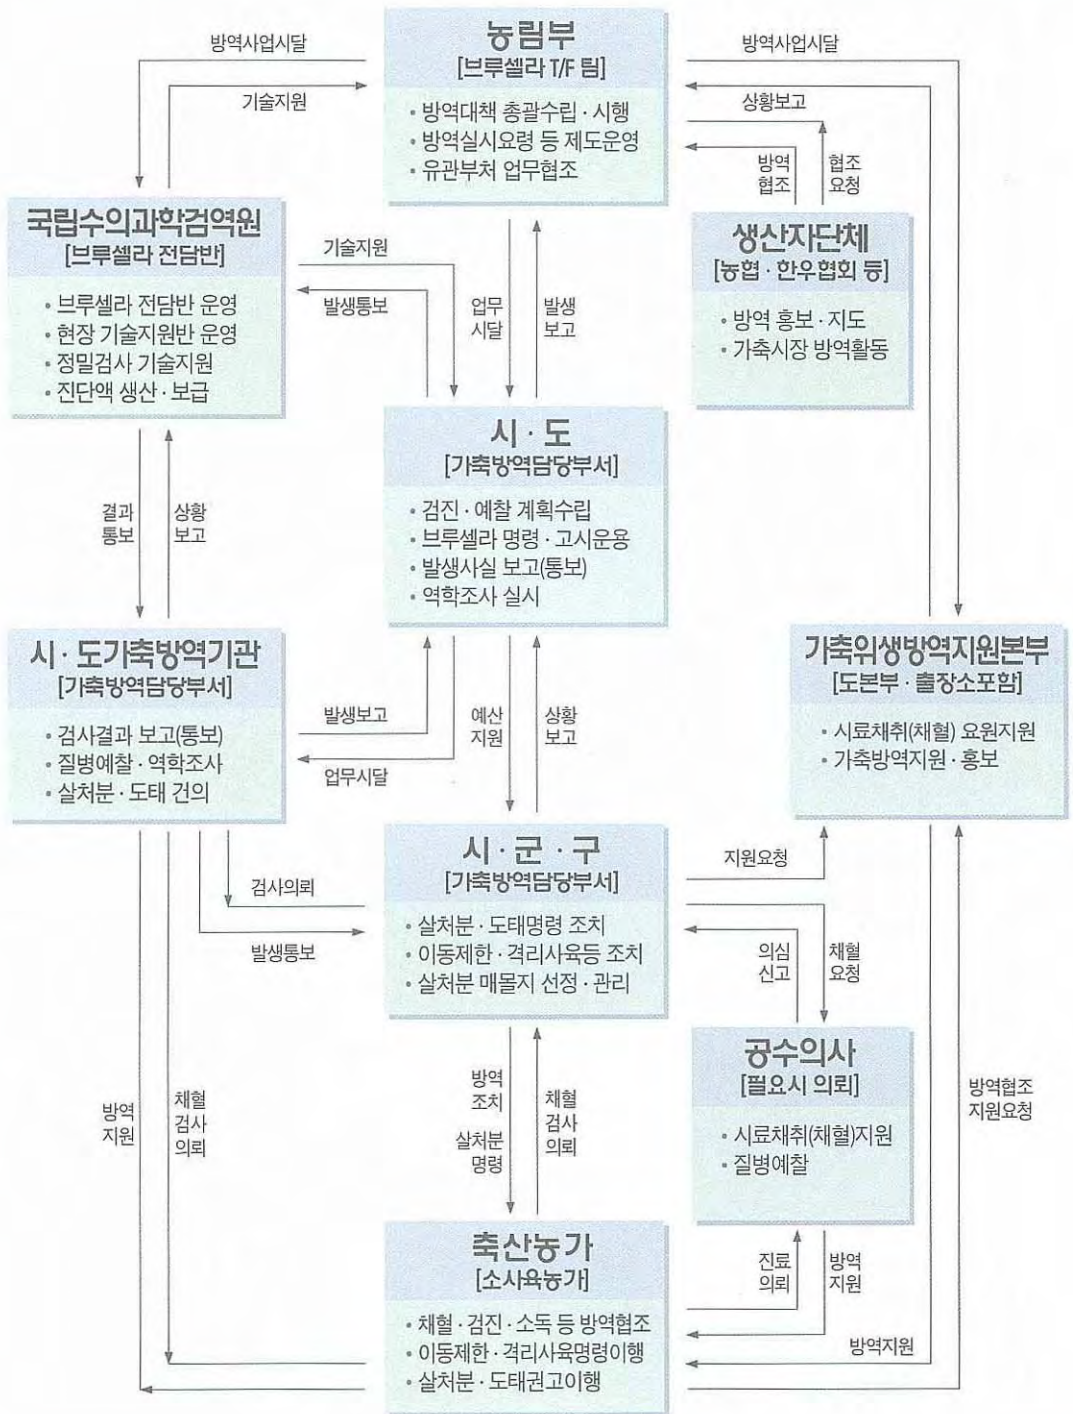 농림부
[브루셀라 T/F 팀]
• 방역대책 총괄수립 · 시행
• 방역실시요령 등 제도운영
• 유관부처 업무협조
방역사업시달
기술지원
방역사업시달
상황보고
방역
협조
협조
요청
국립수의과학검역원
[브루셀라 전담반]
• 브루셀라 전담반 운영
• 현장 기술지원반 운영
• 정밀검사 기술지원
• 진단액 생산 · 보급
기술지원
발생통보
업무
시달
발생
보고
생산자단체
[농협 · 한우협회 등]
• 방역 홍보 · 지도
• 가축시장 방역활동
시 · 도
[가축방역담당부서]
• 검진 · 예찰 계획수립
• 브루셀라 명령 · 고시운용
• 발생사실 보고(통보)
• 역학조사 실시
결과
통보
상황
보고
시 · 도가축방역기관
[가축방역담당부서]
• 검사결과 보고(통보)
• 질병예찰 · 역학조사
• 살처분 · 도태 건의
발생보고
업무시달
예산
지원
상황
보고
가축위생방역지원본부
[도본부 · 출장소포함]
• 시료채취(채혈) 요원지원
• 가축방역지원 · 홍보
시 · 군 · 구
[가축방역담당부서]
• 살처분 · 도태명령 조치
• 이동제한 · 격리사육등 조치
• 살처분 매몰지 선정 · 관리
검사의뢰
발생통보
지원요청
의심
신고
채혈
요청
공수의사
[필요시 의뢰]
• 시료채취(채혈)지원
• 질병예찰
방역
지원
채혈
검사
의뢰
방역
조치
살처분
명령
채혈
검사
의뢰
방역협조
지원요청
축산농가
[소사육농가]
• 채혈 · 검진 · 소독 등 방역협조
• 이동제한 · 격리사육명령이행
• 살처분 · 도태권고이행
진료
의뢰
방역
지원
방역지원